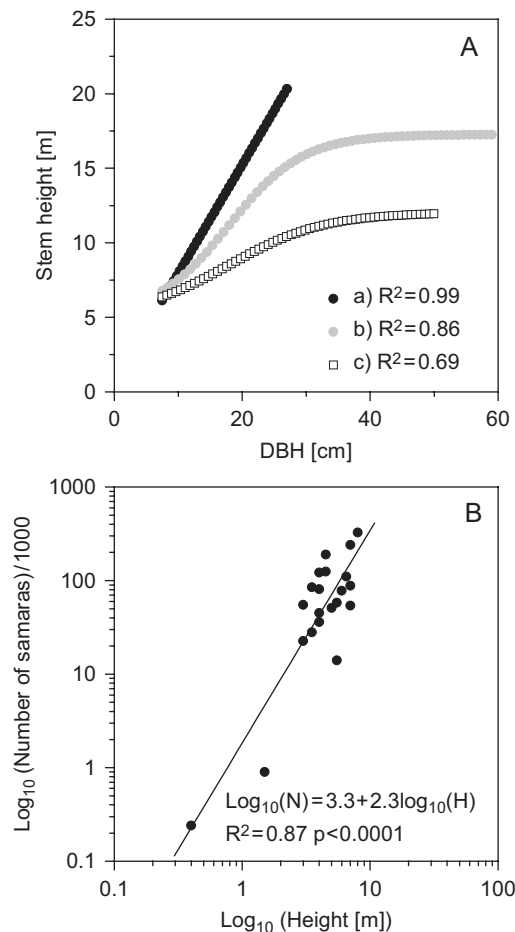 A
25
20
15
10
5
0
Stem height [m]
a) R²=0.99
b) R²=0.86
c) R²=0.69
0 20 40 60
DBH [cm]
B
1000
100
10
1
0.1
Log₁₀ (Number of samaras)/1000
Log₁₀(N)=3.3+2.3log₁₀(H)
R²=0.87 p<0.0001
0.1 1 10 100
Log₁₀ (Height [m])